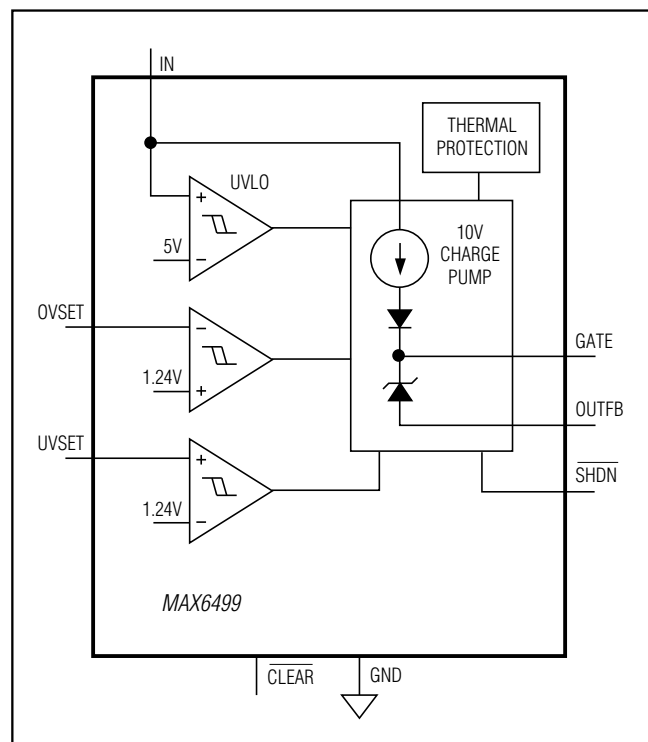 IN
THERMAL
PROTECTION
UVLO
+
5V
−
10V
CHARGE
PUMP
OVSET
−
1.24V
+
GATE
OUTFB
UVSET
+
1.24V
−
SHDN
MAX6499
CLEAR
GND